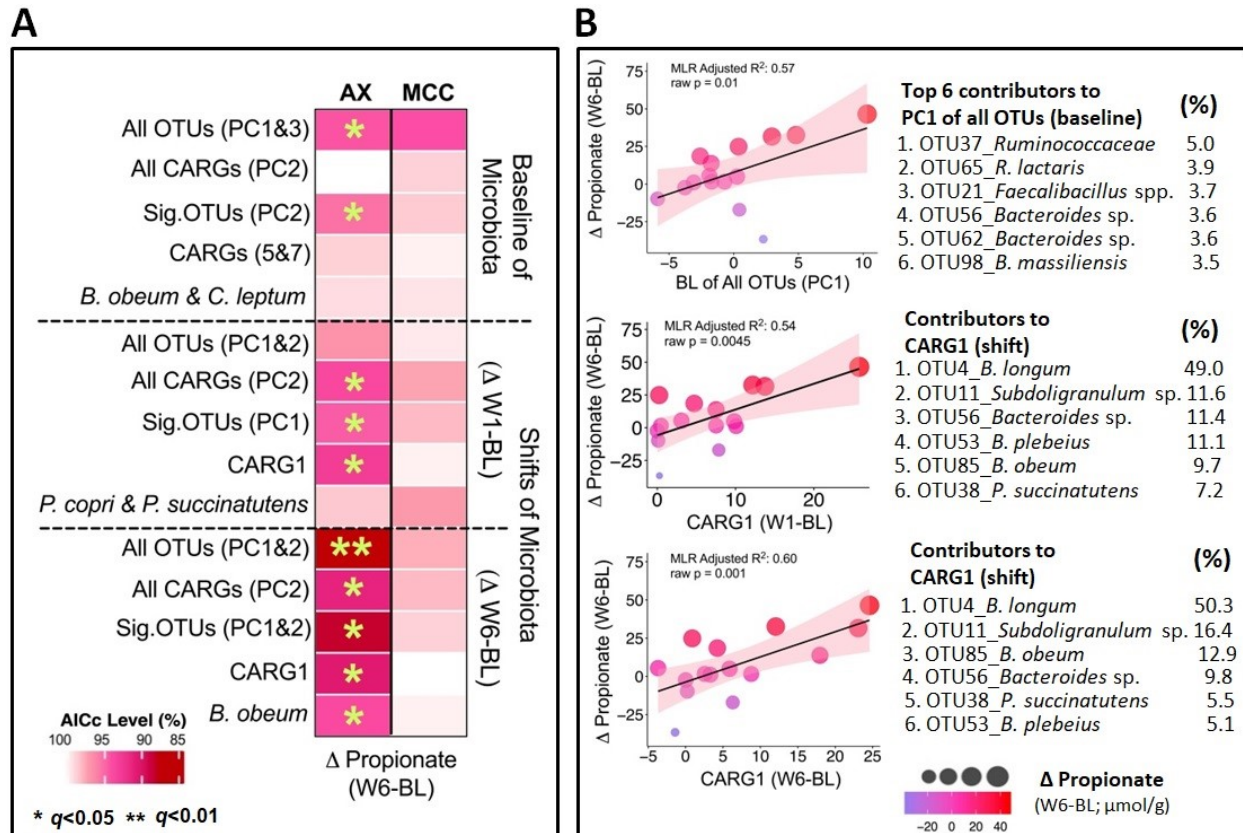 A
AX MCC
All OTUs (PC1&3)
All CARGs (PC2)
Sig.OTUs (PC2)
CARGs (5&7)
B. obeum & C. leptum
Baseline of
Microbiota
All OTUs (PC1&2)
All CARGs (PC2)
Sig.OTUs (PC1)
CARG1
P. copri & P. succinatutens
(Δ W1-BL)
Shifts of Microbiota
All OTUs (PC1&2)
All CARGs (PC2)
Sig.OTUs (PC1&2)
CARG1
B. obeum
(Δ W6-BL)
*
*
*
*
*
**
*
*
*
*
AICc Level (%)
100 95 90 85
Δ Propionate
(W6-BL)
* q<0.05 ** q<0.01
B
Δ Propionate (W6-BL)
75
50
25
0
-25
MLR Adjusted R²: 0.57
raw p = 0.01
-5 0 5 10
BL of All OTUs (PC1)
Top 6 contributors to
PC1 of all OTUs (baseline) (%)
1. OTU37_Ruminococcaceae 5.0
2. OTU65_R. lactaris 3.9
3. OTU21_Faecalibacillus spp. 3.7
4. OTU56_Bacteroides sp. 3.6
5. OTU62_Bacteroides sp. 3.6
6. OTU98_B. massiliensis 3.5
Δ Propionate (W6-BL)
75
50
25
0
-25
MLR Adjusted R²: 0.54
raw p = 0.0045
0 10 20
CARG1 (W1-BL)
Contributors to
CARG1 (shift) (%)
1. OTU4_B. longum 49.0
2. OTU11_Subdoligranulum sp. 11.6
3. OTU56_Bacteroides sp. 11.4
4. OTU53_B. plebeius 11.1
5. OTU85_B. obeum 9.7
6. OTU38_P. succinatutens 7.2
Δ Propionate (W6-BL)
75
50
25
0
-25
MLR Adjusted R²: 0.60
raw p = 0.001
0 5 10 15 20 25
CARG1 (W6-BL)
Contributors to
CARG1 (shift) (%)
1. OTU4_B. longum 50.3
2. OTU11_Subdoligranulum sp. 16.4
3. OTU85_B. obeum 12.9
4. OTU56_Bacteroides sp. 9.8
5. OTU38_P. succinatutens 5.5
6. OTU53_B. plebeius 5.1
Δ Propionate
(W6-BL; µmol/g)
-20 0 20 40